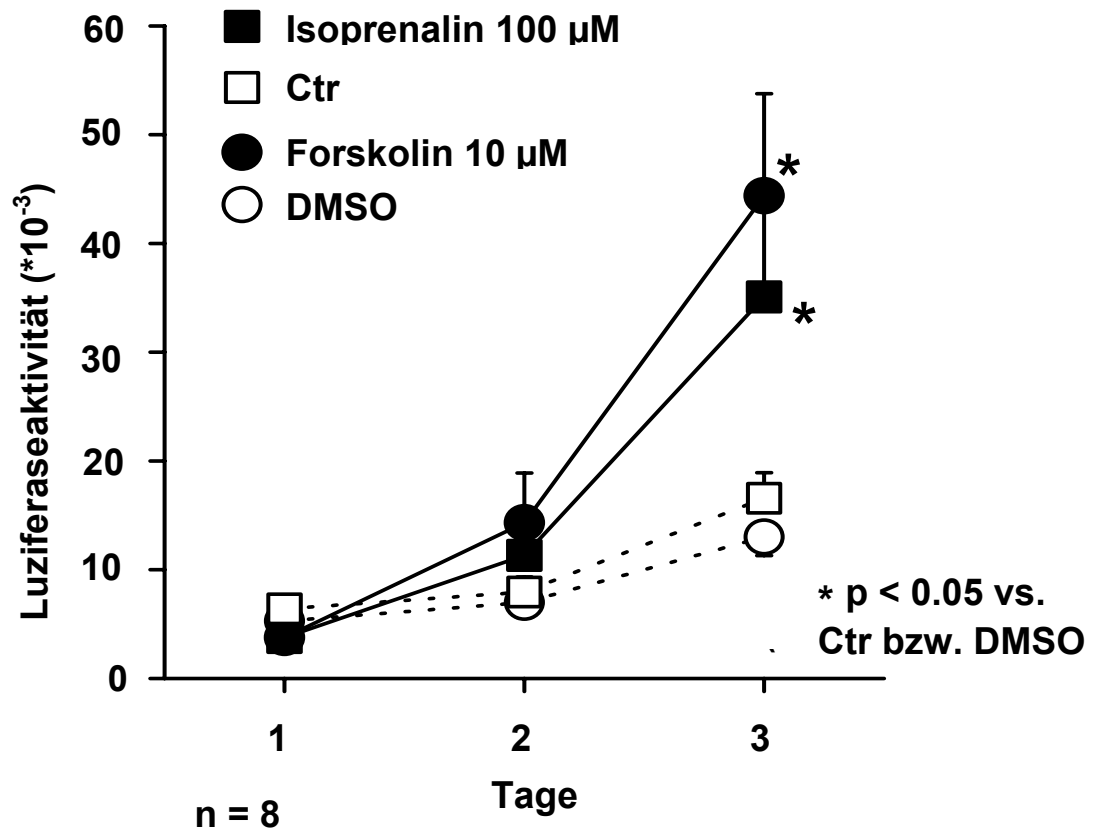 60
50
40
30
20
10
0
Luziferaseaktivität (*10⁻³)
Isoprenalin 100 µM
Ctr
Forskolin 10 µM
DMSO
*
*
* p < 0.05 vs.
Ctr bzw. DMSO
1 2 3
Tage
n = 8